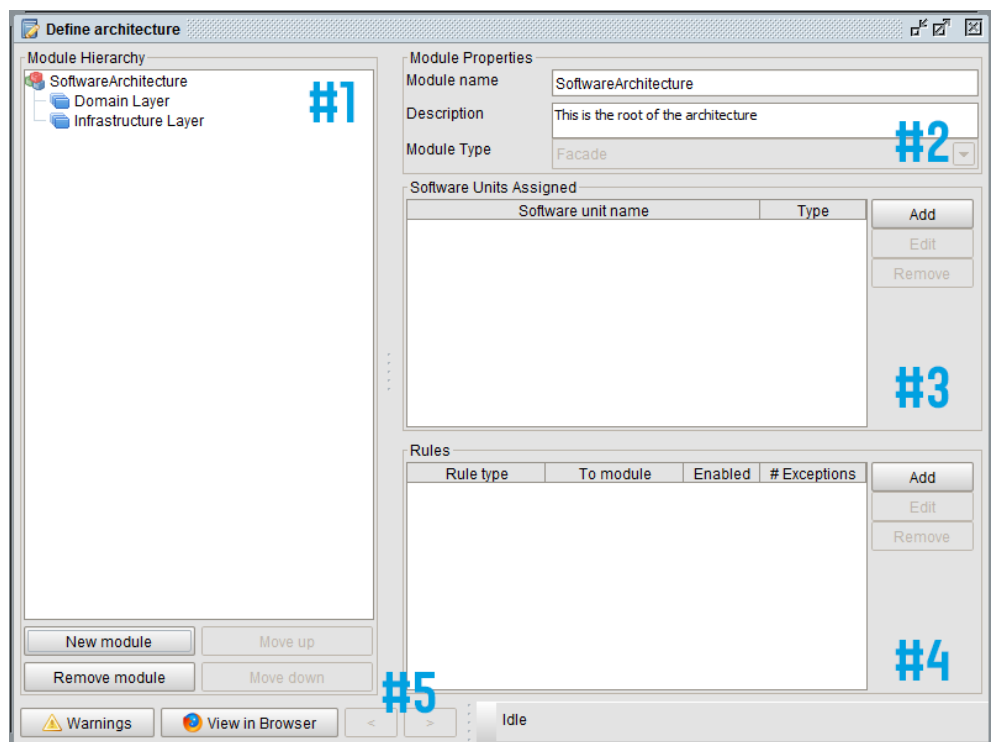 Define architecture
Module Hierarchy
SoftwareArchitecture
Domain Layer
Infrastructure Layer
#1
New module
Move up
Remove module
Move down
Module Properties
Module name
SoftwareArchitecture
Description
This is the root of the architecture
Module Type
Facade
#2
Software Units Assigned
Software unit name Type
Add
Edit
Remove
#3
Rules
Rule type To module Enabled # Exceptions
Add
Edit
Remove
#4
#5
Warnings
View in Browser
<
>
Idle